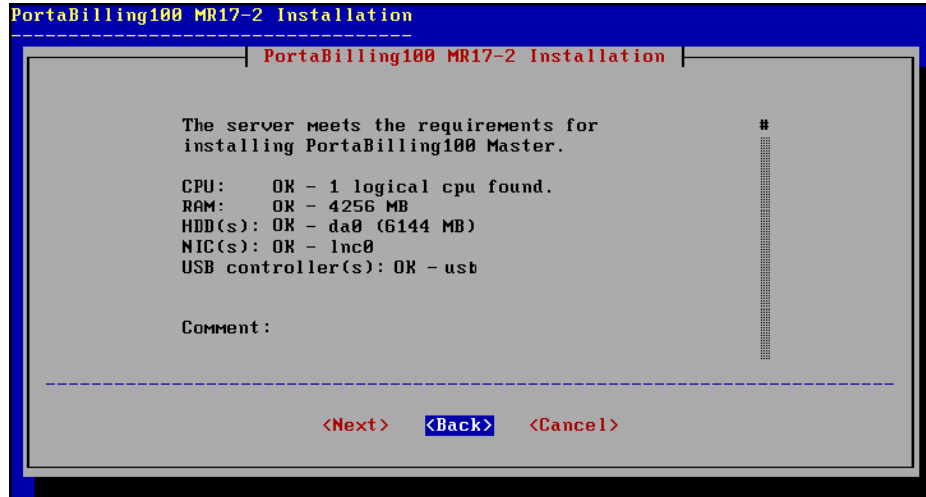 PortaBilling100 MR17-2 Installation
PortaBilling100 MR17-2 Installation
The server meets the requirements for #
installing PortaBilling100 Master.
CPU: OK - 1 logical cpu found.
RAM: OK - 4256 MB
HDD(s): OK - da0 (6144 MB)
NIC(s): OK - lnc0
USB controller(s): OK - usb
Comment:
<Next> <Back> <Cancel>